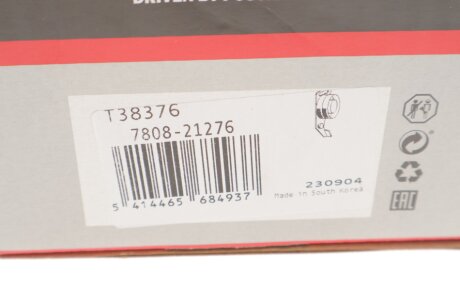 T38376
7808-21276
5 414465 684937
230904
Made in South Korea
EAC